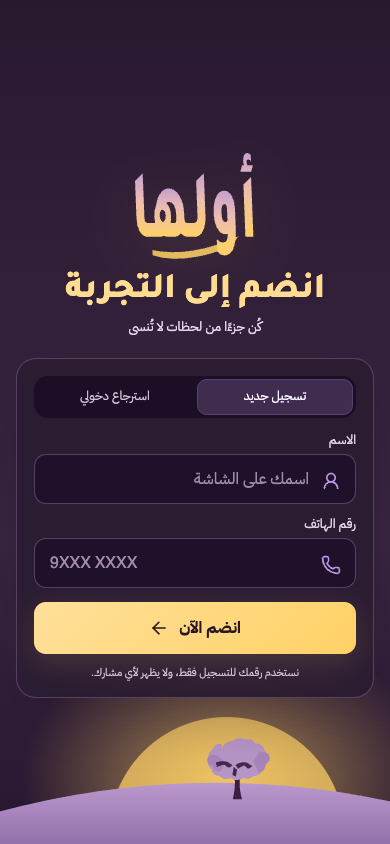 أولها
انضم إلى التجربة
كُن جزءًا من لحظات لا تُنسى
تسجيل جديد
استرجاع دخولي
الاسم
اسمك على الشاشة
رقم الهاتف
9XXX XXXX
انضم الآن ←
نستخدم رقمك للتسجيل فقط، ولا يظهر لأي مشارك.